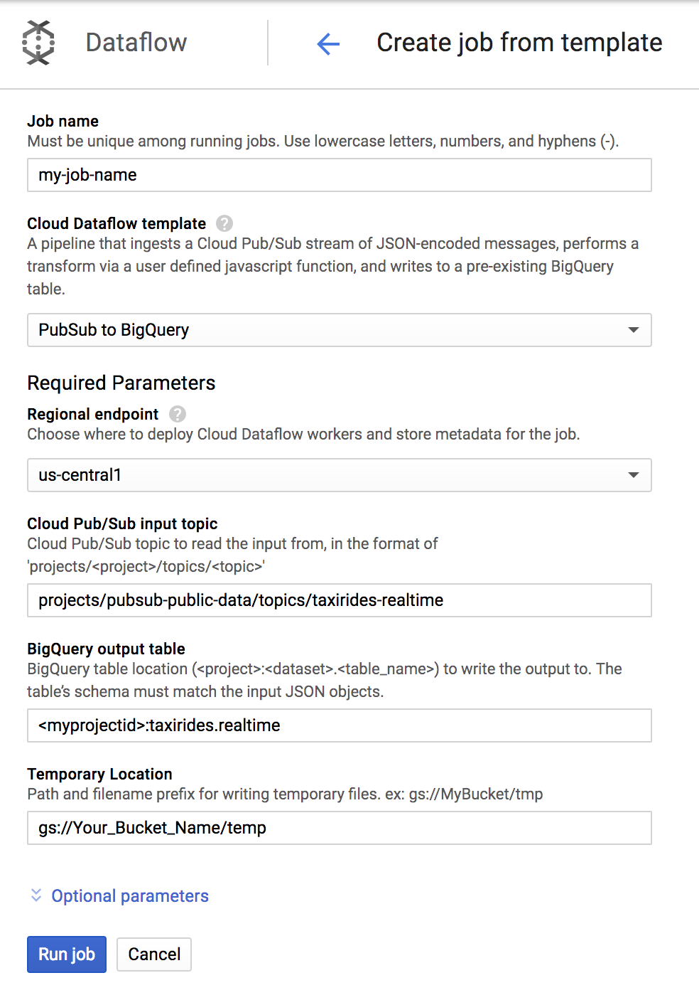 Dataflow
Create job from template
Job name
Must be unique among running jobs. Use lowercase letters, numbers, and hyphens (-).
my-job-name
Cloud Dataflow template ?
A pipeline that ingests a Cloud Pub/Sub stream of JSON-encoded messages, performs a
transform via a user defined javascript function, and writes to a pre-existing BigQuery
table.
PubSub to BigQuery
Required Parameters
Regional endpoint ?
Choose where to deploy Cloud Dataflow workers and store metadata for the job.
us-central1
Cloud Pub/Sub input topic
Cloud Pub/Sub topic to read the input from, in the format of
'projects/<project>/topics/<topic>'
projects/pubsub-public-data/topics/taxirides-realtime
BigQuery output table
BigQuery table location (<project>:<dataset>.<table_name>) to write the output to. The
table's schema must match the input JSON objects.
<myprojectid>:taxirides.realtime
Temporary Location
Path and filename prefix for writing temporary files. ex: gs://MyBucket/tmp
gs://Your_Bucket_Name/temp
Optional parameters
Run job
Cancel